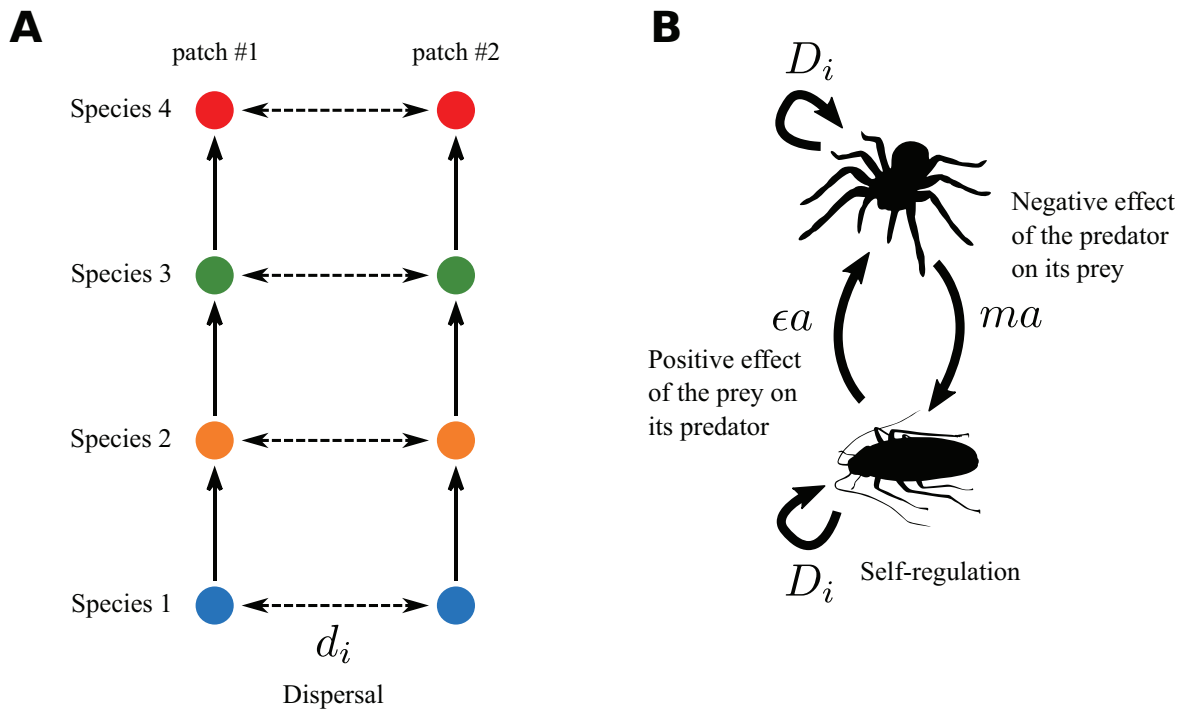 A
patch #1
patch #2
Species 4
Species 3
Species 2
Species 1
d_i
Dispersal
B
D_i
Negative effect
of the predator
on its prey
ϵa
ma
Positive effect
of the prey on
its predator
D_i
Self-regulation